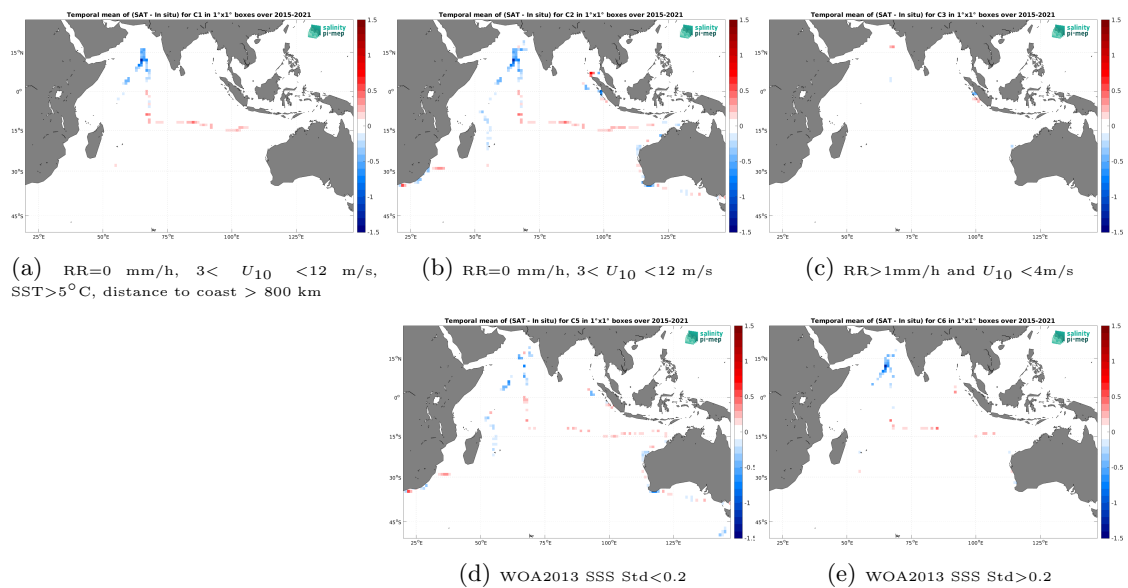 Temporal mean of (SAT - In situ) for C1 in 1°x1° boxes over 2015-2021
salinity
pi-mep
15°N
0°E
15°S
30°S
45°S
25°E
50°E
75°E
100°E
125°E
1.5
1
0.5
0
-0.5
-1
-1.5
(a) RR=0 mm/h, 3< U10 <12 m/s,
SST>5°C, distance to coast > 800 km
Temporal mean of (SAT - In situ) for C2 in 1°x1° boxes over 2015-2021
salinity
pi-mep
15°N
0°E
15°S
30°S
45°S
25°E
50°E
75°E
100°E
125°E
1.5
1
0.5
0
-0.5
-1
-1.5
(b) RR=0 mm/h, 3< U10 <12 m/s
Temporal mean of (SAT - In situ) for C3 in 1°x1° boxes over 2015-2021
salinity
pi-mep
15°N
0°E
15°S
30°S
45°S
25°E
50°E
75°E
100°E
125°E
1.5
1
0.5
0
-0.5
-1
-1.5
(c) RR>1mm/h and U10 <4m/s
Temporal mean of (SAT - In situ) for C5 in 1°x1° boxes over 2015-2021
salinity
pi-mep
15°N
0°E
15°S
30°S
45°S
25°E
50°E
75°E
100°E
125°E
1.5
1
0.5
0
-0.5
-1
-1.5
(d) WOA2013 SSS Std<0.2
Temporal mean of (SAT - In situ) for C6 in 1°x1° boxes over 2015-2021
salinity
pi-mep
15°N
0°E
15°S
30°S
45°S
25°E
50°E
75°E
100°E
125°E
1.5
1
0.5
0
-0.5
-1
-1.5
(e) WOA2013 SSS Std>0.2